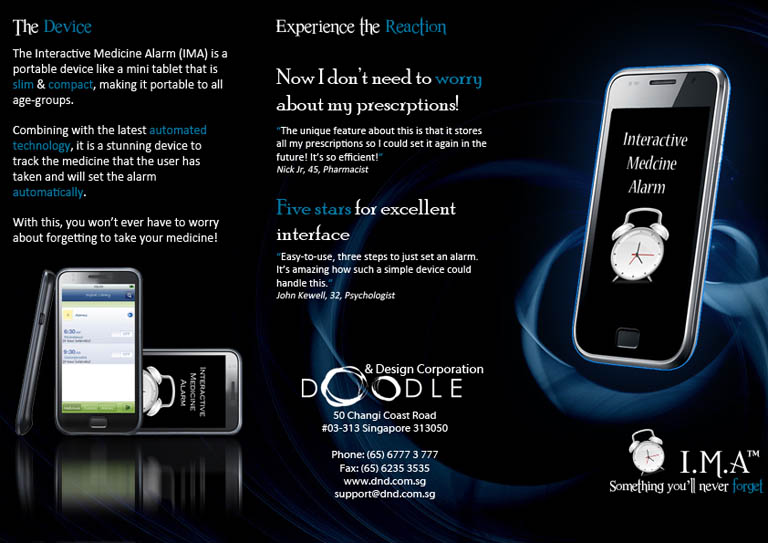 The Device
The Interactive Medicine Alarm (IMA) is a
portable device like a mini tablet that is
slim & compact, making it portable to all
age-groups.
Combining with the latest automated
technology, it is a stunning device to
track the medicine that the user has
taken and will set the alarm
automatically.
With this, you won't ever have to worry
about forgetting to take your medicine!
6:30
9:30
INTERACTIVE
MEDICINE
ALARM
Experience the Reaction
Now I don't need to worry
about my prescrptions!
"The unique feature about this is that it stores
all my prescriptions so I could set it again in the
future! It's so efficient!"
Nick Jr, 45, Pharmacist
Five stars for excellent
interface
"Easy-to-use, three steps to just set an alarm.
It's amazing how such a simple device could
handle this."
John Kewell, 32, Psychologist
& Design Corporation
DOODLE
50 Changi Coast Road
#03-313 Singapore 313050
Phone: (65) 6777 3 777
Fax: (65) 6235 3535
www.dnd.com.sg
support@dnd.com.sg
Interactive
Medcine
Alarm
I.M.A™
Something you'll never forget